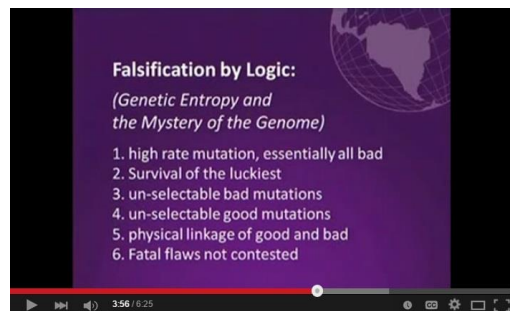 Falsification by Logic:
(Genetic Entropy and
the Mystery of the Genome)
1. high rate mutation, essentially all bad
2. Survival of the luckiest
3. un-selectable bad mutations
4. un-selectable good mutations
5. physical linkage of good and bad
6. Fatal flaws not contested
3:56 / 6:25
CC